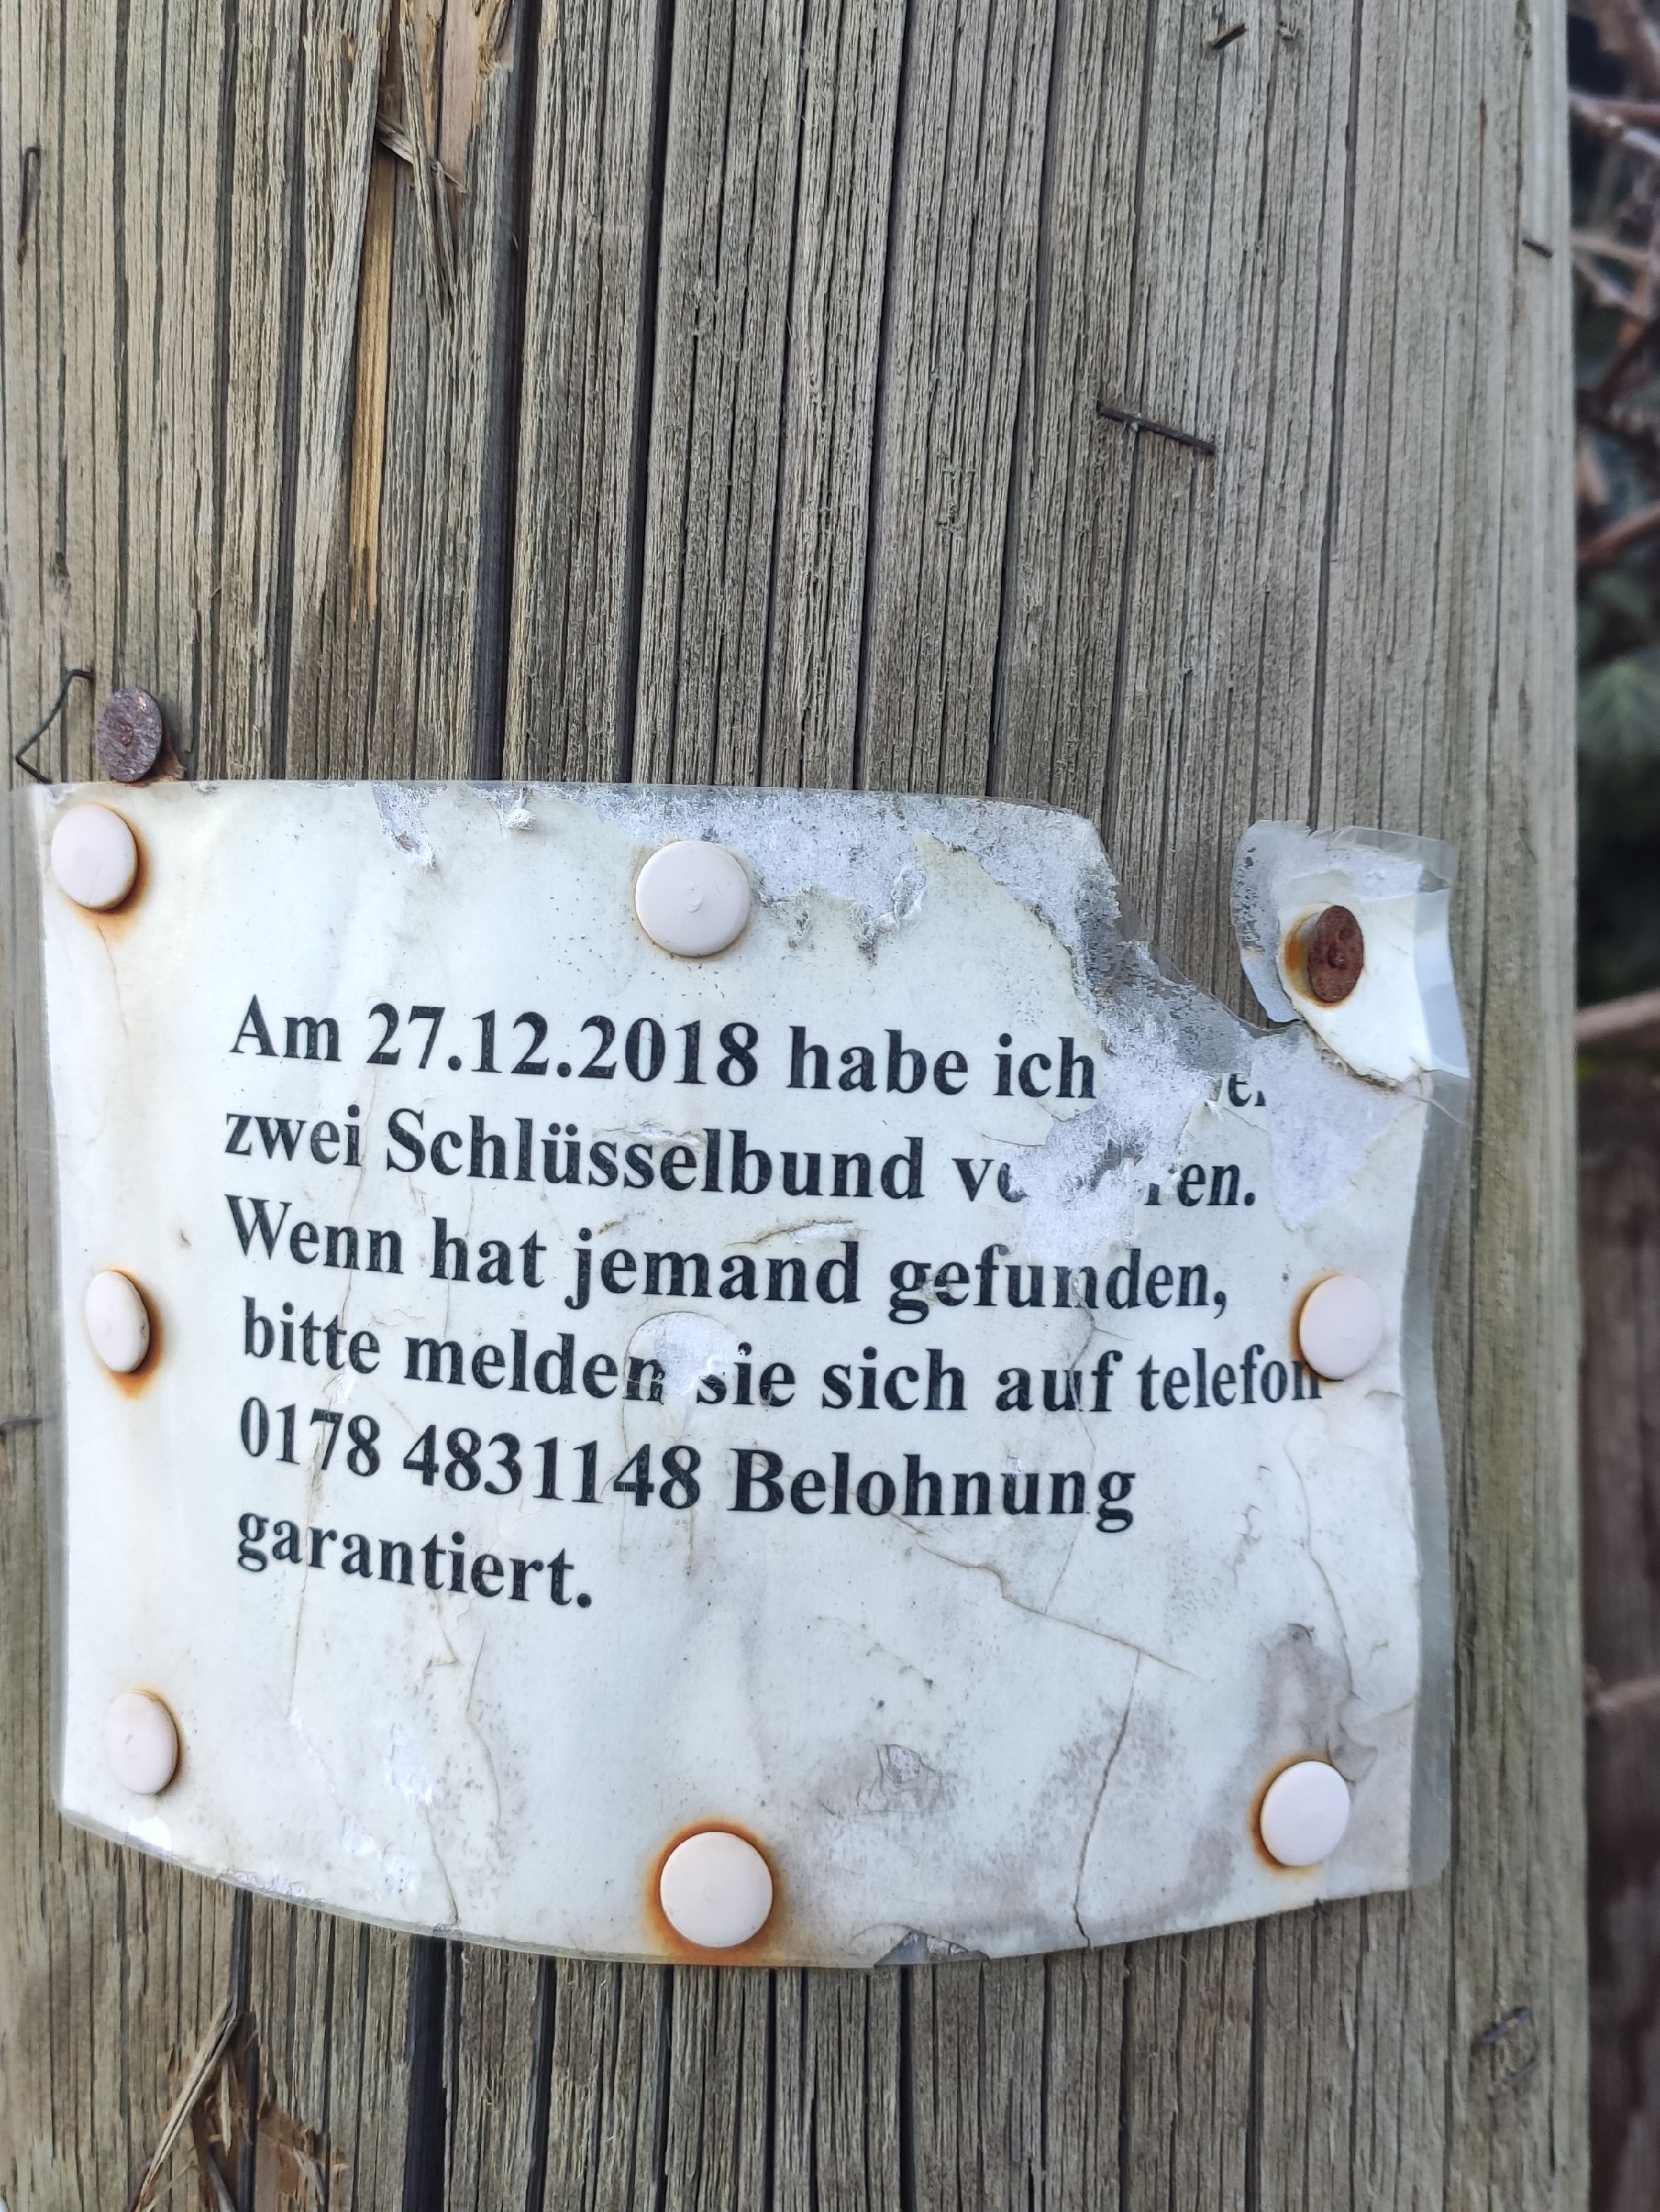 Am 27.12.2018 habe ich
zwei Schlüsselbund
Wenn hat jemand gefunden,
bitte melden sie sich auf telefon
0178 4831148 Belohnung
garantiert.